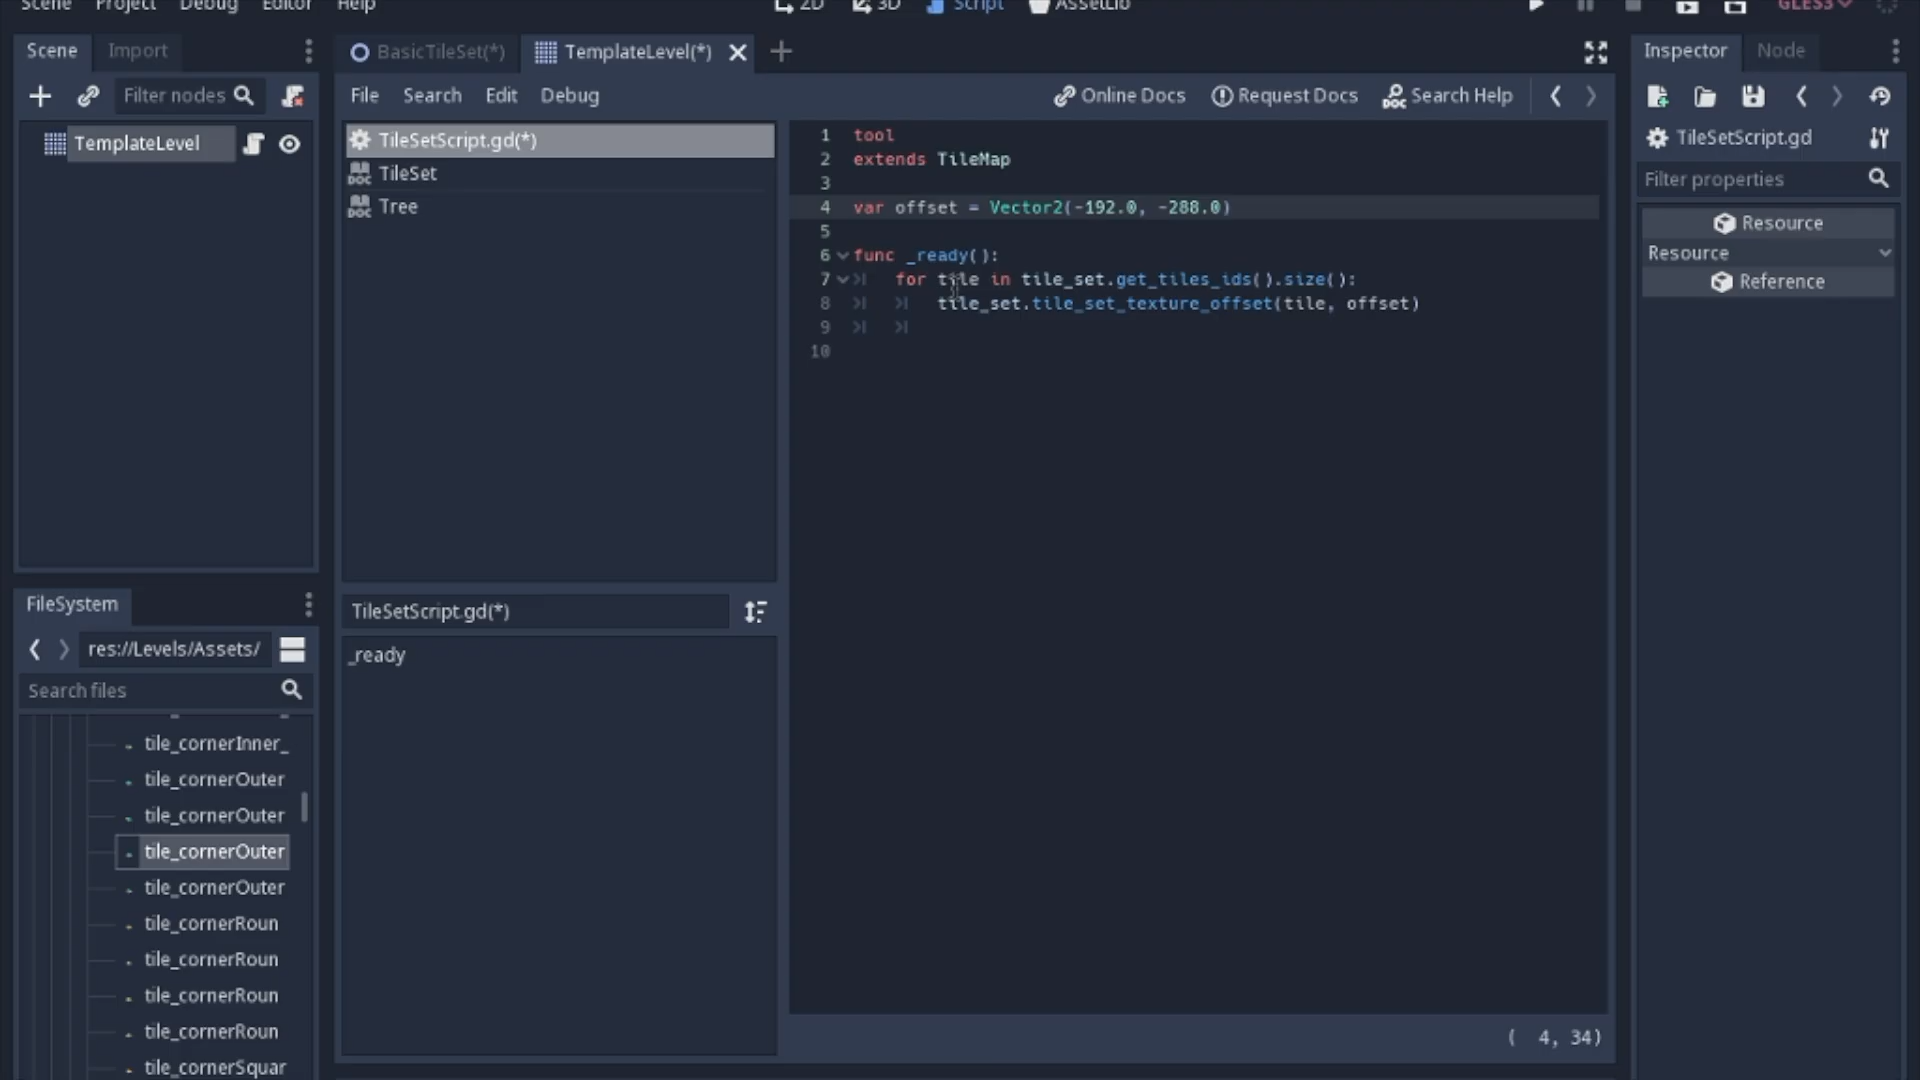 Scene Project Debug Editor Help
2D 3D Script AssetLib
GLES3
Scene Import
BasicTileSet(*) TemplateLevel(*)
Inspector Node
Filter nodes
File Search Edit Debug
Online Docs Request Docs Search Help
TemplateLevel
TileSetScript.gd(*)
TileSet
Tree
1 tool
2 extends TileMap
3
4 var offset = Vector2(-192.0, -288.0)
5
6 func _ready():
7 for tile in tile_set.get_tiles_ids().size():
8 tile_set.tile_set_texture_offset(tile, offset)
9
10
TileSetScript.gd
Filter properties
Resource
Resource
Reference
FileSystem
res://Levels/Assets/
Search files
tile_cornerInner_
tile_cornerOuter
tile_cornerOuter
tile_cornerOuter
tile_cornerOuter
tile_cornerRoun
tile_cornerRoun
tile_cornerRoun
tile_cornerRoun
tile_cornerSquar
TileSetScript.gd(*)
_ready
( 4, 34)